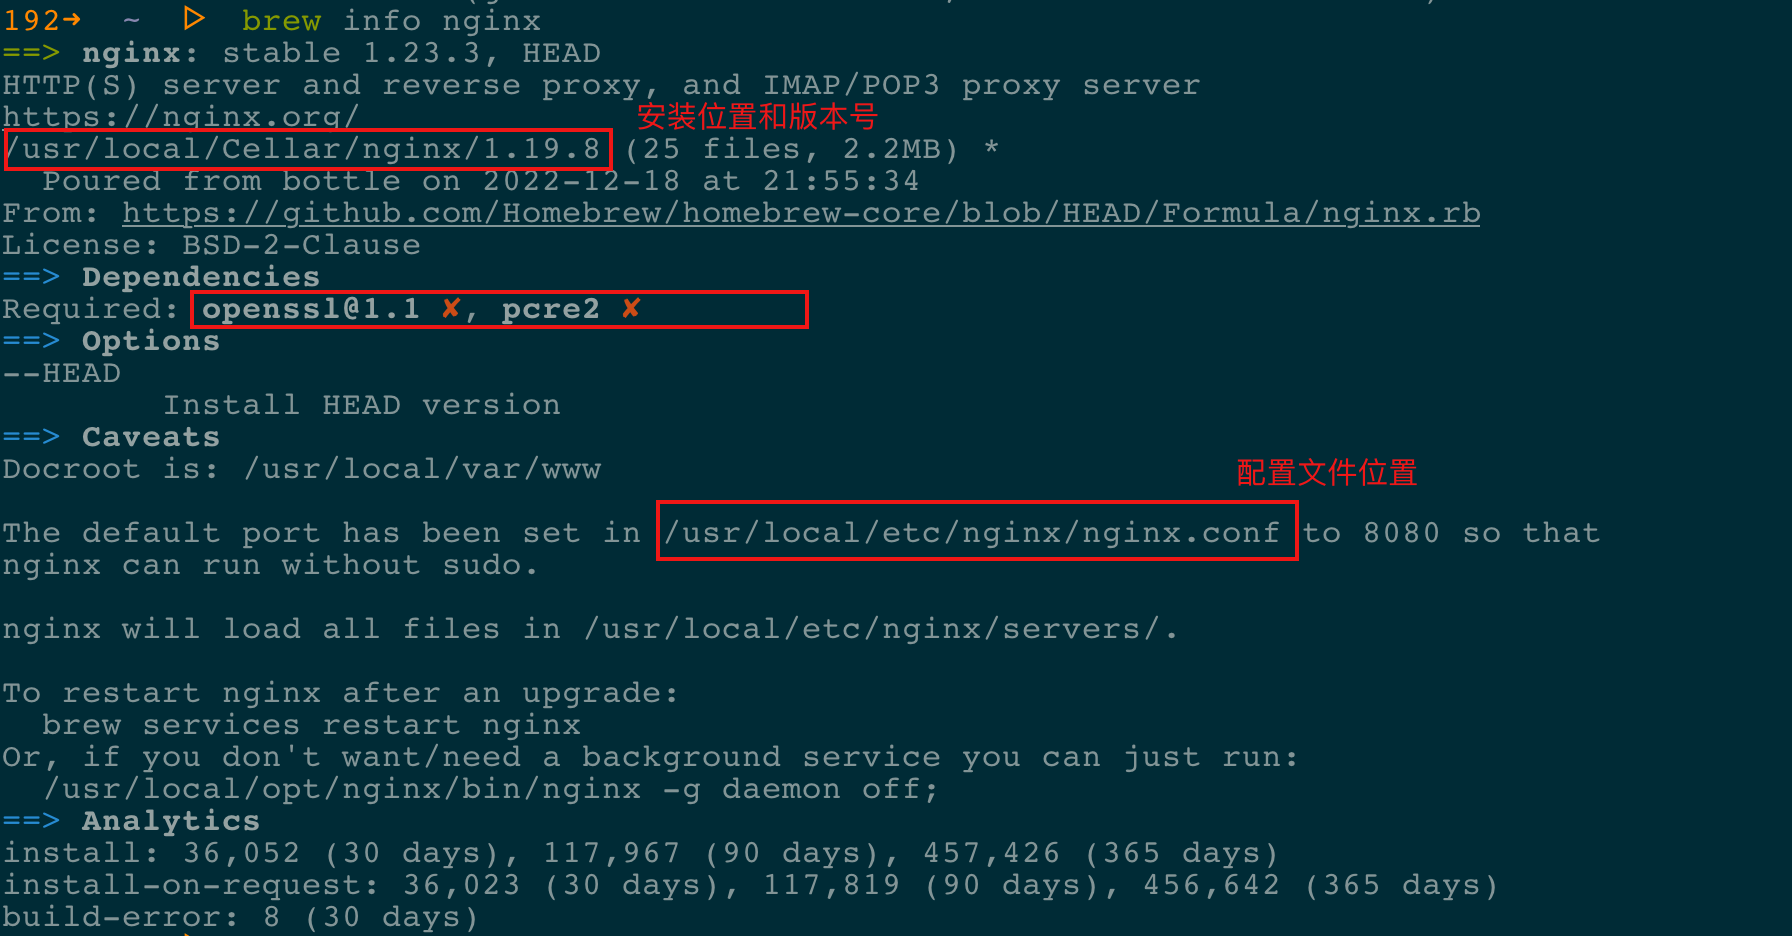 192➜ ~ ▷ brew info nginx
==> nginx: stable 1.23.3, HEAD
HTTP(S) server and reverse proxy, and IMAP/POP3 proxy server
https://nginx.org/
安装位置和版本号
/usr/local/Cellar/nginx/1.19.8 (25 files, 2.2MB) *
  Poured from bottle on 2022-12-18 at 21:55:34
From: https://github.com/Homebrew/homebrew-core/blob/HEAD/Formula/nginx.rb
License: BSD-2-Clause
==> Dependencies
Required: openssl@1.1 ✘, pcre2 ✘
==> Options
--HEAD
        Install HEAD version
==> Caveats
Docroot is: /usr/local/var/www
配置文件位置
The default port has been set in /usr/local/etc/nginx/nginx.conf to 8080 so that
nginx can run without sudo.
nginx will load all files in /usr/local/etc/nginx/servers/.
To restart nginx after an upgrade:
  brew services restart nginx
Or, if you don't want/need a background service you can just run:
  /usr/local/opt/nginx/bin/nginx -g daemon off;
==> Analytics
install: 36,052 (30 days), 117,967 (90 days), 457,426 (365 days)
install-on-request: 36,023 (30 days), 117,819 (90 days), 456,642 (365 days)
build-error: 8 (30 days)